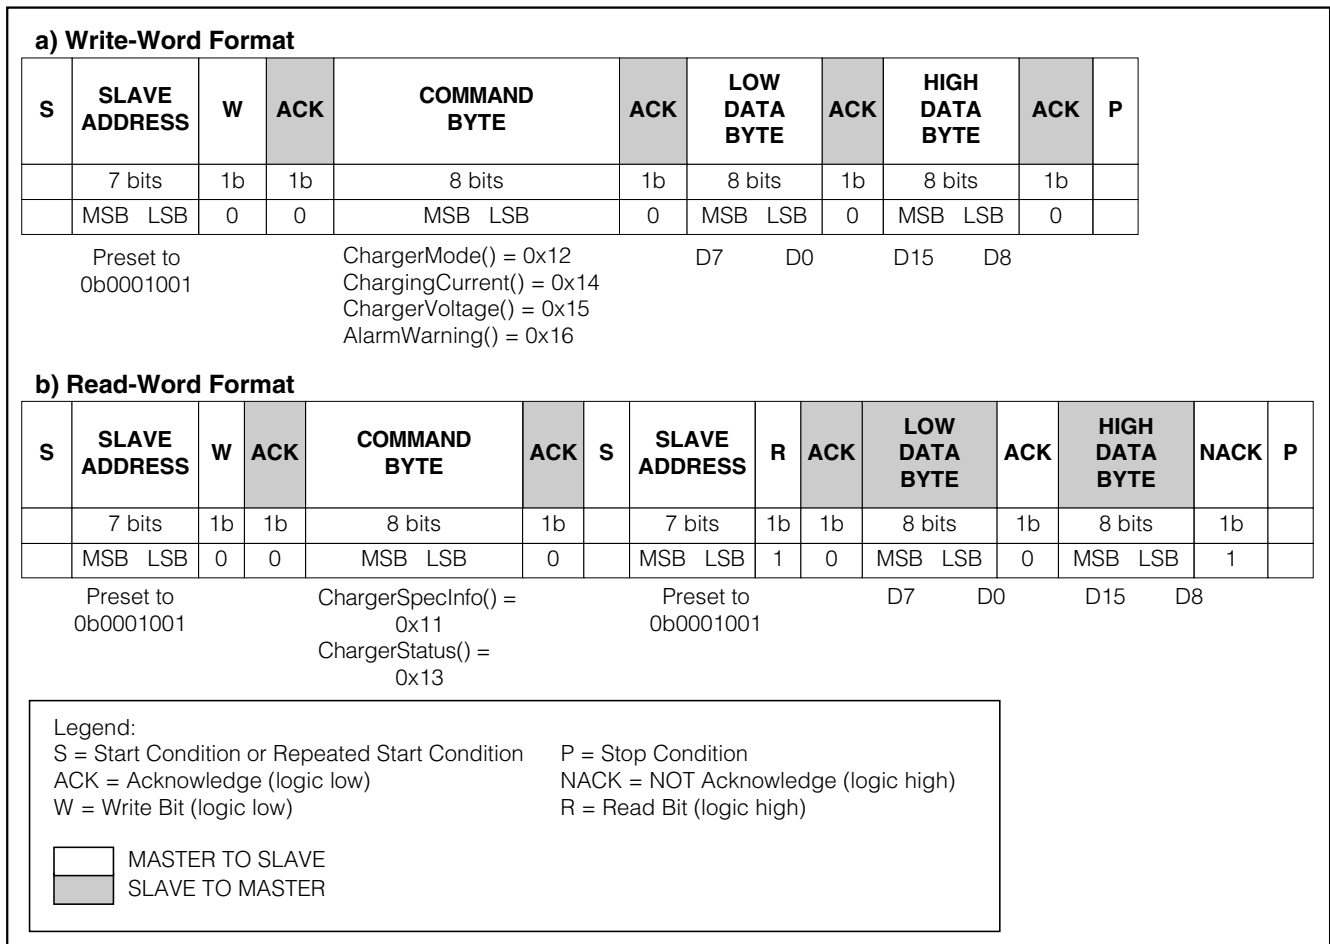 a) Write-Word Format
S SLAVE ADDRESS W ACK COMMAND BYTE ACK LOW DATA BYTE ACK HIGH DATA BYTE ACK P
7 bits 1b 1b 8 bits 1b 8 bits 1b 8 bits 1b
MSB LSB 0 0 MSB LSB 0 MSB LSB 0 MSB LSB 0
Preset to 0b0001001
ChargerMode() = 0x12
ChargingCurrent() = 0x14
ChargerVoltage() = 0x15
AlarmWarning() = 0x16
D7 D0 D15 D8
b) Read-Word Format
S SLAVE ADDRESS W ACK COMMAND BYTE ACK S SLAVE ADDRESS R ACK LOW DATA BYTE ACK HIGH DATA BYTE NACK P
7 bits 1b 1b 8 bits 1b 7 bits 1b 1b 8 bits 1b 8 bits 1b
MSB LSB 0 0 MSB LSB 0 MSB LSB 1 0 MSB LSB 0 MSB LSB 1
Preset to 0b0001001
ChargerSpecInfo() =
0x11
ChargerStatus() =
0x13
Preset to 0b0001001
D7 D0 D15 D8
Legend:
S = Start Condition or Repeated Start Condition P = Stop Condition
ACK = Acknowledge (logic low) NACK = NOT Acknowledge (logic high)
W = Write Bit (logic low) R = Read Bit (logic high)
MASTER TO SLAVE
SLAVE TO MASTER